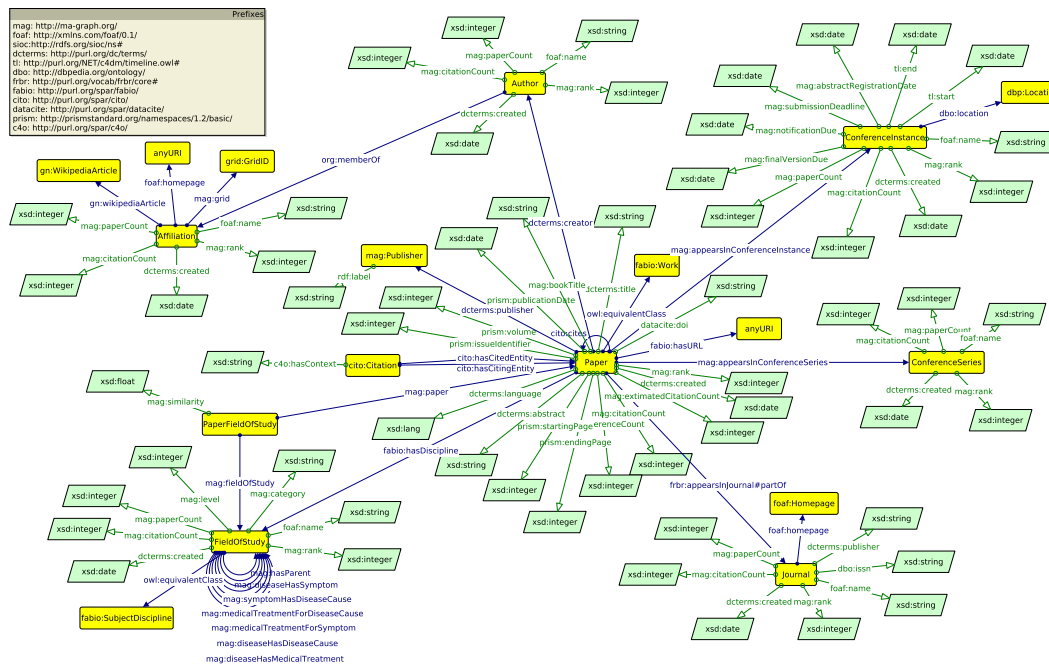 Prefixes
mag: http://ma-graph.org/
foaf: http://xmlns.com/foaf/0.1/
sioc:http://rdfs.org/sioc/ns#
dcterms: http://purl.org/dc/terms/
tl: http://purl.org/NET/c4dm/timeline.owl#
dbo: http://dbpedia.org/ontology/
frbr: http://purl.org/vocab/frbr/core#
fabio: http://purl.org/spar/fabio/
cito: http://purl.org/spar/cito/
datacite: http://purl.org/spar/datacite/
prism: http://prismstandard.org/namespaces/1.2/basic/
c4o: http://purl.org/spar/c4o/
xsd:integer
xsd:string
xsd:integer
mag:paperCount
foaf:name
mag:citationCount
Author
mag:rank
xsd:integer
dcterms:created
xsd:date
org:memberOf
xsd:date
xsd:date
xsd:date
tl:end
xsd:date
mag:abstractRegistrationDate
tl:start
dbp:Locati
mag:submissionDeadline
dbo:location
xsd:date
mag:notificationDue
ConferenceInstance
foaf:name
xsd:string
mag:finalVersionDue
mag:rank
xsd:date
mag:paperCount
dcterms:created
mag:citationCount
xsd:integer
xsd:integer
xsd:date
xsd:integer
gn:WikipediaArticle
anyURI
grid:GridID
foaf:homepage
mag:grid
gn:wikipediaArticle
xsd:integer
mag:paperCount
foaf:name
xsd:string
Affiliation
mag:rank
mag:citationCount
xsd:integer
dcterms:created
xsd:integer
xsd:date
xsd:string
xsd:string
dcterms:creator
xsd:date
mag:appearsInConferenceInstance
mag:Publisher
fabio:Work
rdf:label
xsd:string
mag:bookTitle
dcterms:title
xsd:string
xsd:integer
prism:publicationDate
dcterms:publisher
owl:equivalentClass
xsd:integer
datacite:doi
prism:volume
cito:cites
anyURI
prism:issueIdentifier
fabio:hasURL
xsd:string
c4o:hasContext
cito:Citation
cito:hasCitedEntity
cito:hasCitingEntity
Paper
mag:appearsInConferenceSeries
xsd:integer
xsd:integer
xsd:string
mag:paperCount
foaf:name
mag:citationCount
ConferenceSeries
dcterms:created
mag:rank
xsd:date
xsd:integer
mag:rank
xsd:integer
dcterms:created
mag:extimatedCitationCount
xsd:date
mag:citationCount
xsd:integer
erenceCount
mag:paper
dcterms:language
dcterms:abstract
xsd:lang
prism:startingPage
prism:endingPage
fabio:hasDiscipline
xsd:string
xsd:integer
xsd:integer
xsd:integer
xsd:integer
frbr:appearsInJournal#partOf
xsd:float
mag:similarity
PaperFieldOfStudy
xsd:integer
xsd:string
mag:fieldOfStudy
mag:level
mag:category
xsd:integer
mag:paperCount
xsd:string
foaf:name
xsd:integer
mag:citationCount
FieldOfStudy
mag:rank
xsd:integer
dcterms:created
xsd:date
owl:equivalentClass
fabio:SubjectDiscipline
mag:hasParent
mag:diseaseHasSymptom
mag:symptomHasDiseaseCause
mag:medicalTreatmentForDiseaseCause
mag:medicalTreatmentForSymptom
mag:diseaseHasDiseaseCause
mag:diseaseHasMedicalTreatment
foaf:Homepage
xsd:integer
foaf:homepage
xsd:string
mag:paperCount
dcterms:publisher
xsd:integer
mag:citationCount
Journal
dbo:issn
xsd:string
foaf:name
dcterms:created
mag:rank
xsd:string
xsd:date
xsd:integer